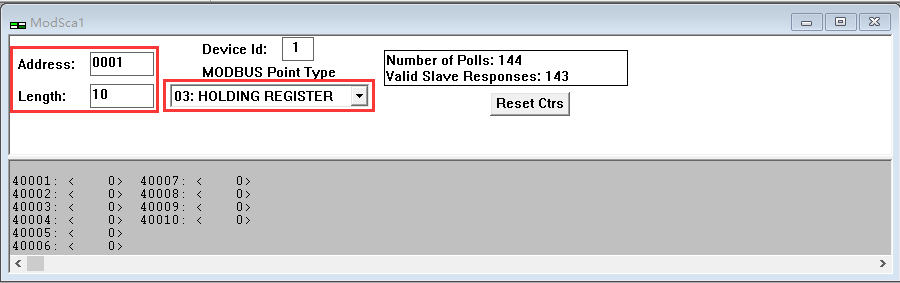 ModSca1
Address: 0001
Length: 10
Device Id: 1
MODBUS Point Type
03: HOLDING REGISTER
Number of Polls: 144
Valid Slave Responses: 143
Reset Ctrs
40001: <    0>  40007: <    0>
40002: <    0>  40008: <    0>
40003: <    0>  40009: <    0>
40004: <    0>  40010: <    0>
40005: <    0>
40006: <    0>